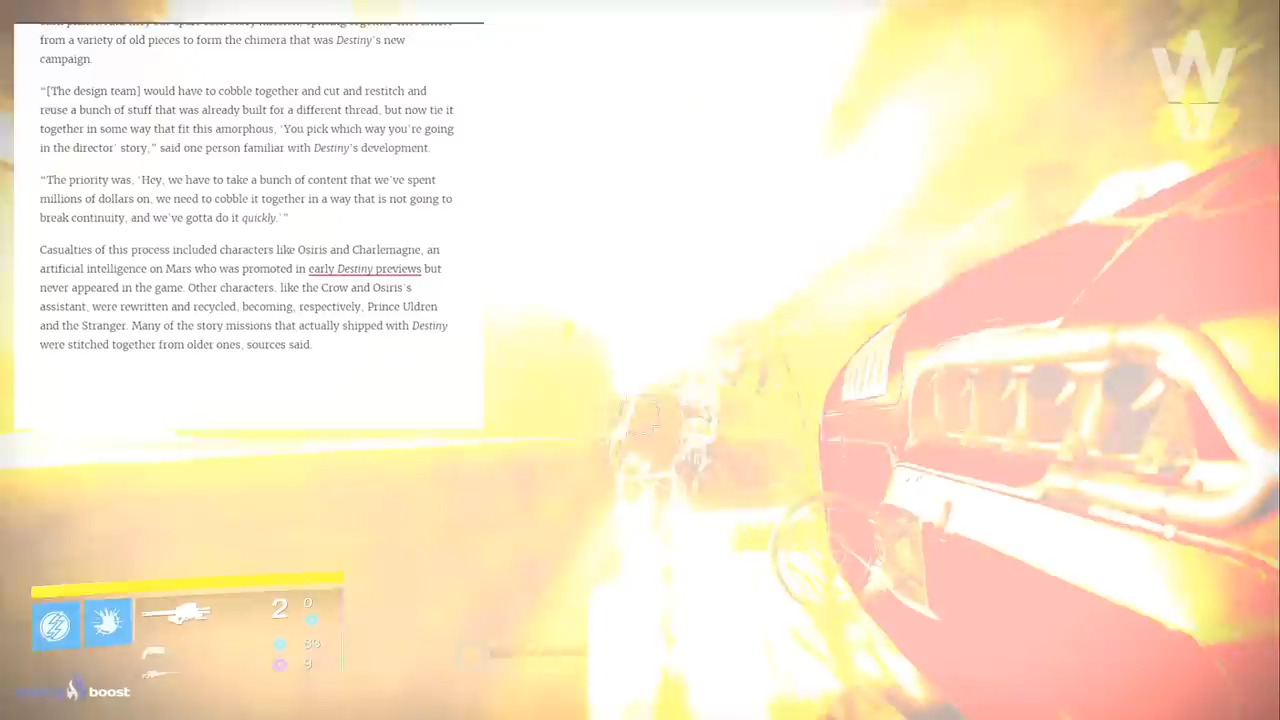 from a variety of old pieces to form the chimera that was Destiny's new
campaign.
"[The design team] would have to cobble together and cut and restitch and
reuse a bunch of stuff that was already built for a different thread, but now tie it
together in some way that fit this amorphous, 'You pick which way you're going
in the director' story," said one person familiar with Destiny's development.
"The priority was, 'Hey, we have to take a bunch of content that we've spent
millions of dollars on, we need to cobble it together in a way that is not going to
break continuity, and we've gotta do it quickly.'"
Casualties of this process included characters like Osiris and Charlemagne, an
artificial intelligence on Mars who was promoted in early Destiny previews but
never appeared in the game. Other characters, like the Crow and Osiris's
assistant, were rewritten and recycled, becoming, respectively, Prince Uldren
and the Stranger. Many of the story missions that actually shipped with Destiny
were stitched together from older ones, sources said.
W
2 0
83
9
boost